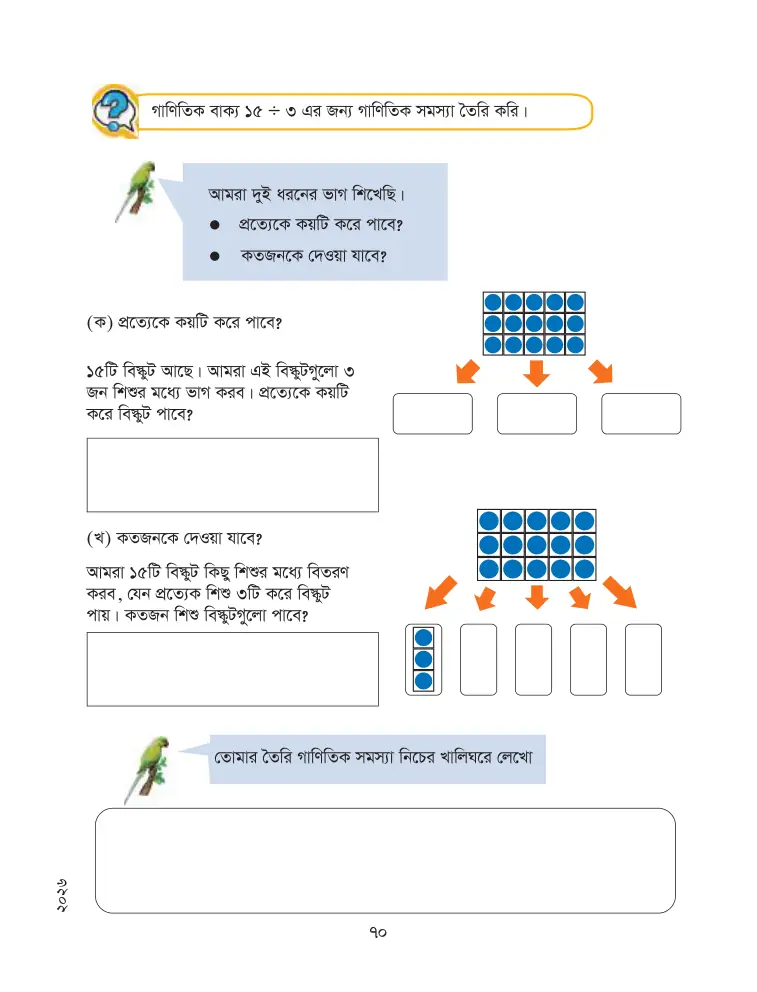 গাণিতিক বাক্য ১৫ ÷ ৩ এর জন্য গাণিতিক সমস্যা তৈরি করি।
আমরা দুই ধরনের ভাগ শিখেছি।
● প্রত্যেকে কয়টি করে পাবে?
● কতজনকে দেওয়া যাবে?
(ক) প্রত্যেকে কয়টি করে পাবে?
১৫টি বিস্কুট আছে। আমরা এই বিস্কুটগুলো ৩
জন শিশুর মধ্যে ভাগ করব। প্রত্যেকে কয়টি
করে বিস্কুট পাবে?
(খ) কতজনকে দেওয়া যাবে?
আমরা ১৫টি বিস্কুট কিছু শিশুর মধ্যে বিতরণ
করব, যেন প্রত্যেক শিশু ৩টি করে বিস্কুট
পায়। কতজন শিশু বিস্কুটগুলো পাবে?
তোমার তৈরি গাণিতিক সমস্যা নিচের খালিঘরে লেখো
২০২৬
৭০